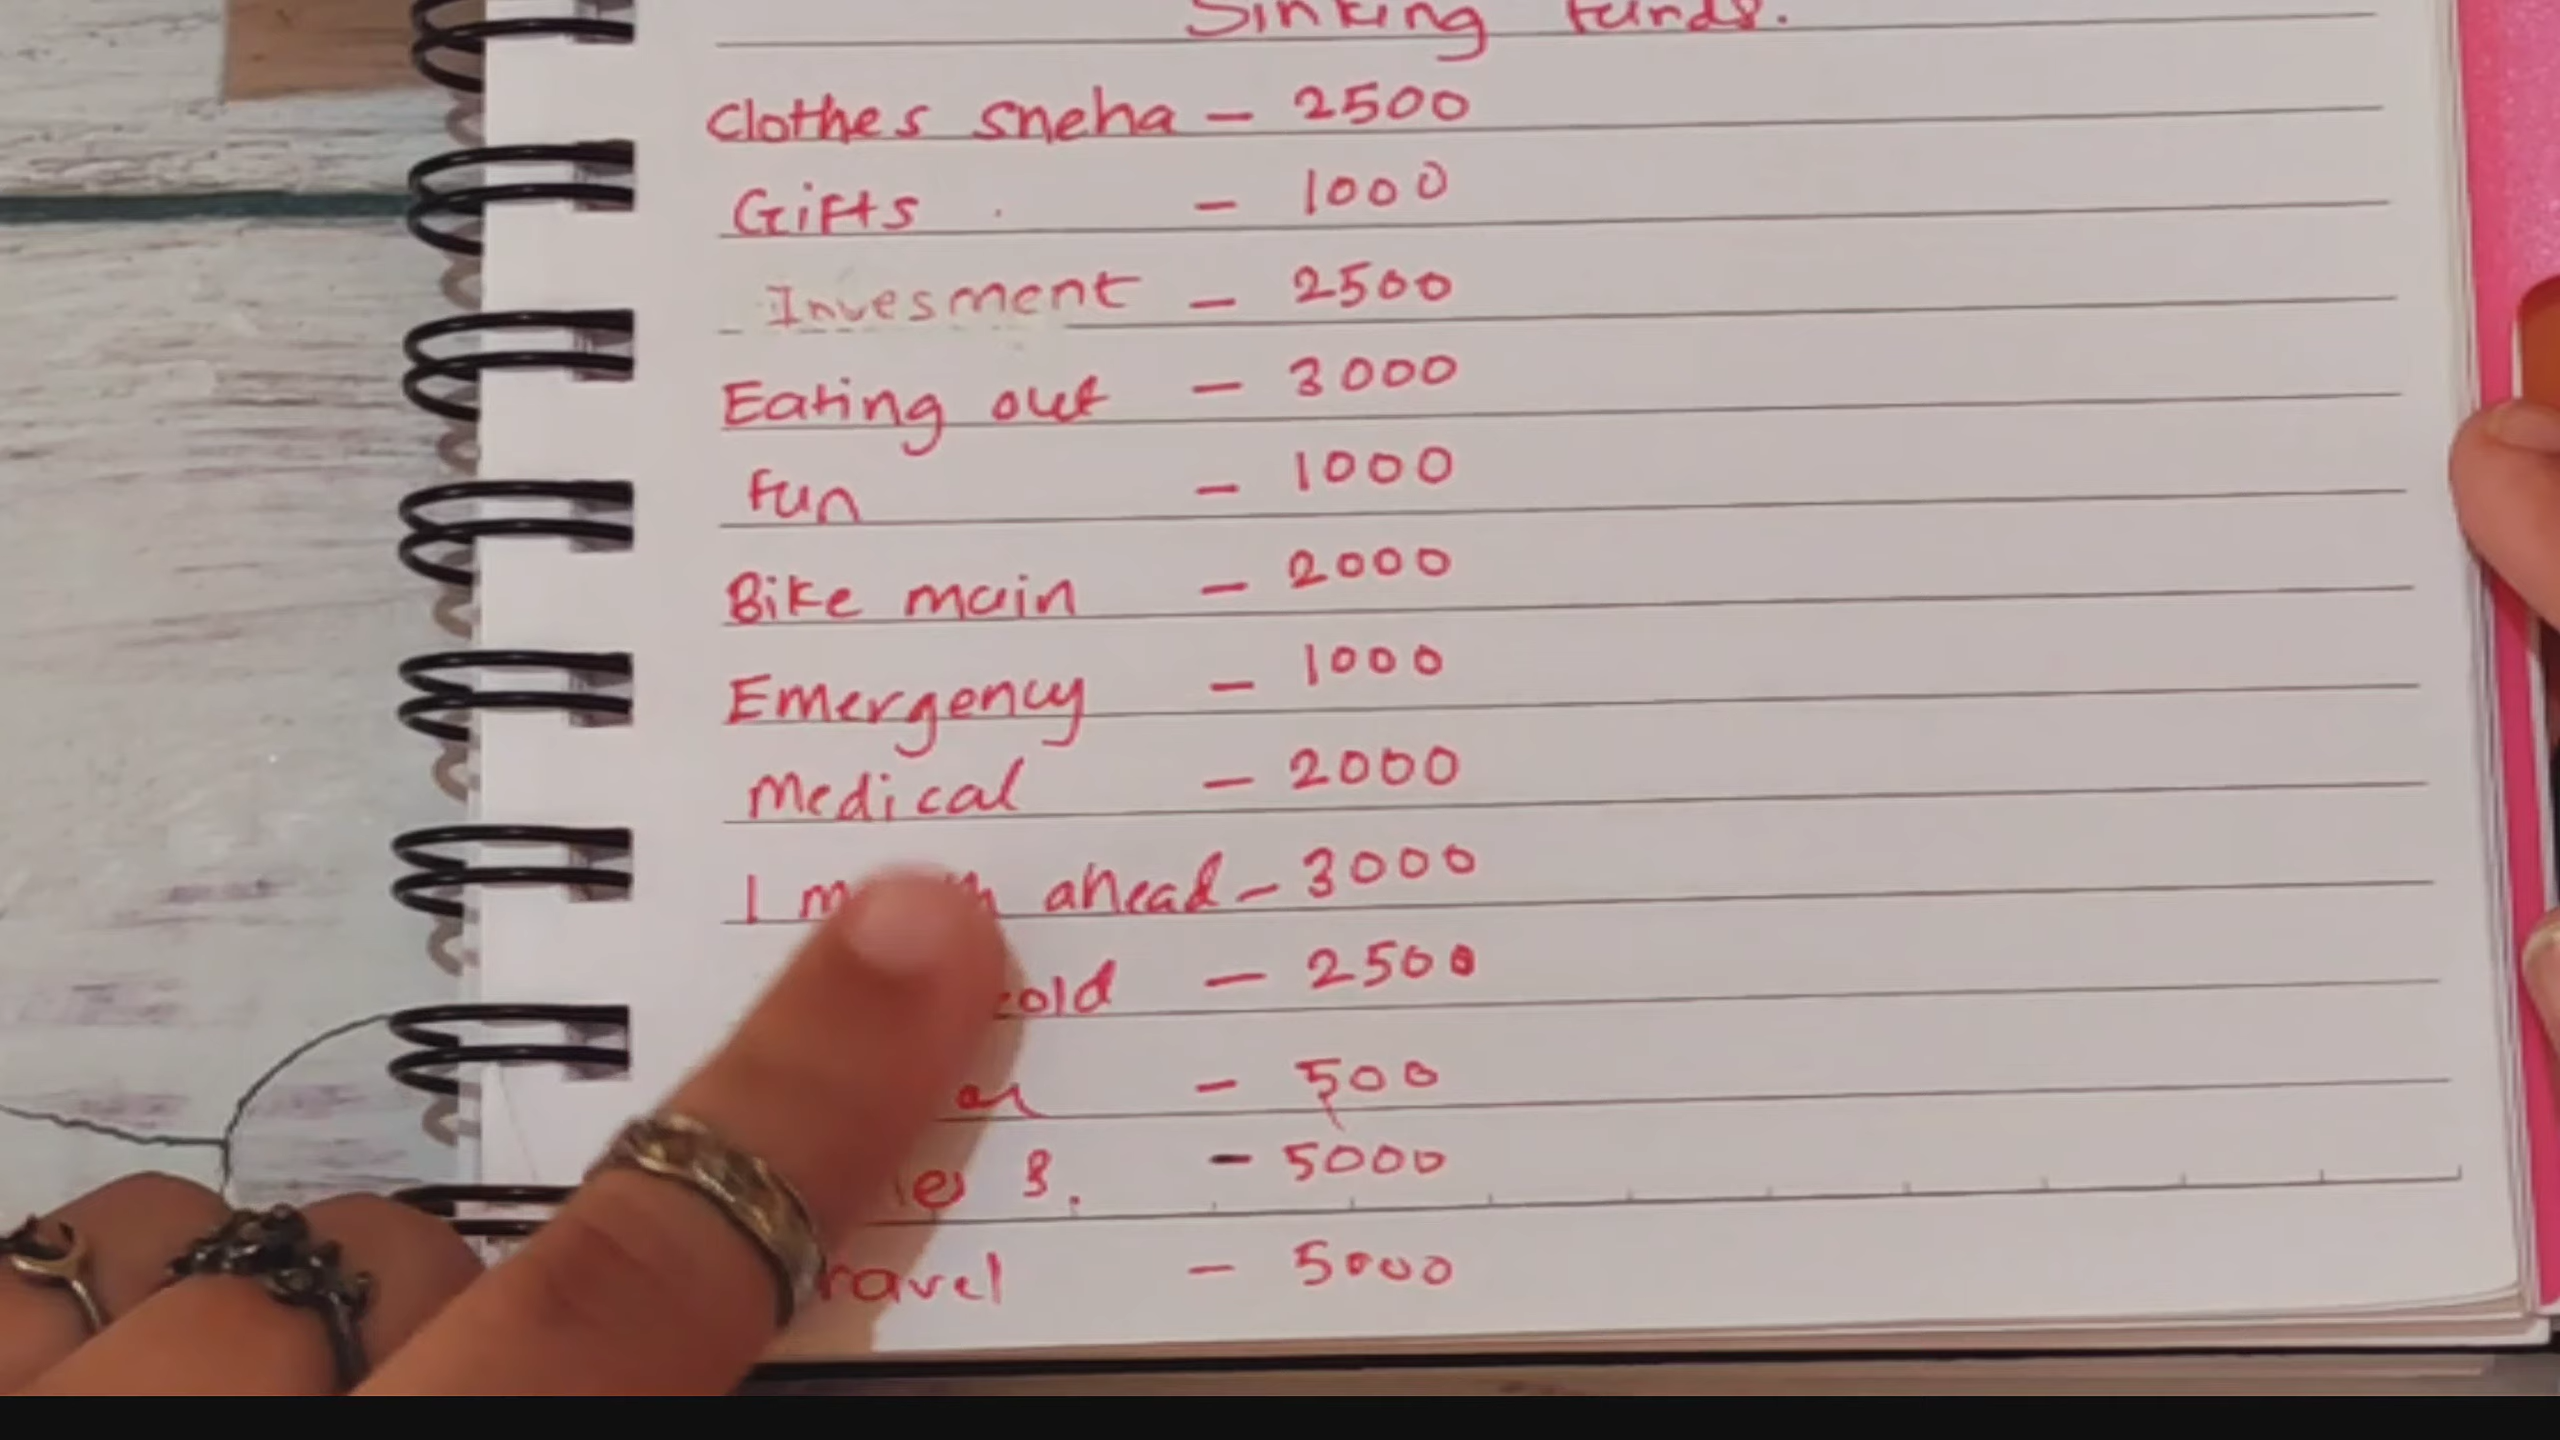 Sinking Funds.
Clothes sneha - 2500
Gifts - 1000
Invesment - 2500
Eating out - 3000
Fun - 1000
Bike main - 2000
Emergency - 1000
Medical - 2000
1 ahead - 3000
- 2500
- 500
- 5000
- 5000